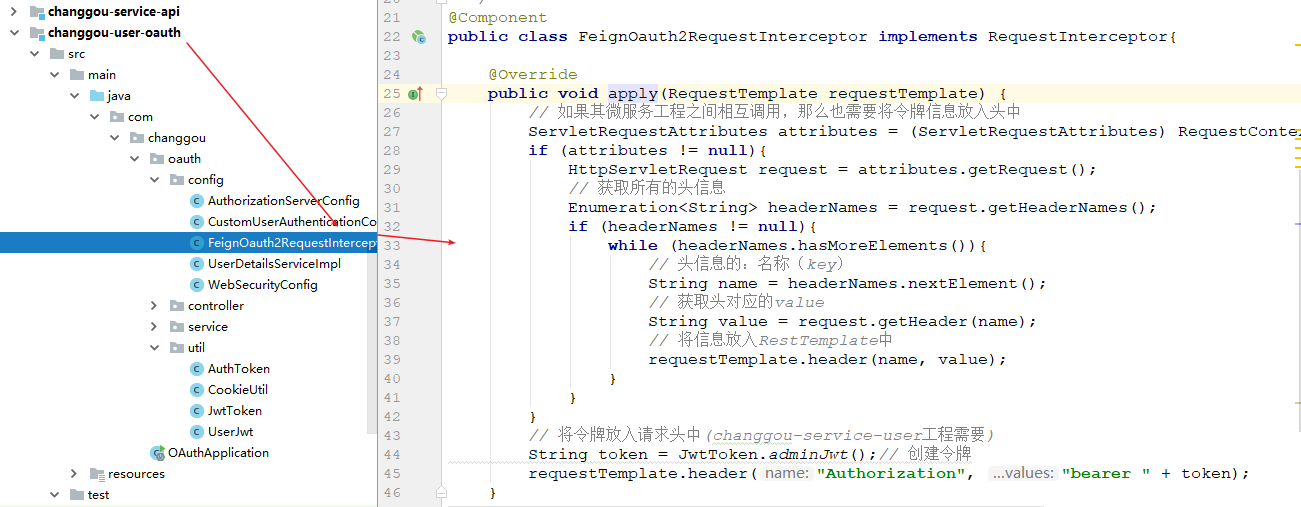 changgou-service-api
changgou-user-oauth
src
main
java
com
changgou
oauth
config
AuthorizationServerConfig
CustomUserAuthenticationCo
FeignOauth2RequestIntercept
UserDetailsServiceImpl
WebSecurityConfig
controller
service
util
AuthToken
CookieUtil
JwtToken
UserJwt
OAuthApplication
resources
test
21 @Component
22 public class FeignOauth2RequestInterceptor implements RequestInterceptor{
23
24 @Override
25 public void apply(RequestTemplate requestTemplate) {
26 // 如果其微服务工程之间相互调用，那么也需要将令牌信息放入头中
27 ServletRequestAttributes attributes = (ServletRequestAttributes) RequestConte
28 if (attributes != null){
29 HttpServletRequest request = attributes.getRequest();
30 // 获取所有的头信息
31 Enumeration<String> headerNames = request.getHeaderNames();
32 if (headerNames != null){
33 while (headerNames.hasMoreElements()){
34 // 头信息的：名称（key）
35 String name = headerNames.nextElement();
36 // 获取头对应的value
37 String value = request.getHeader(name);
38 // 将信息放入RestTemplate中
39 requestTemplate.header(name, value);
40 }
41 }
42 }
43 // 将令牌放入请求头中(changgou-service-user工程需要)
44 String token = JwtToken.adminJwt();// 创建令牌
45 requestTemplate.header( name: "Authorization", ...values: "bearer " + token);
46 }